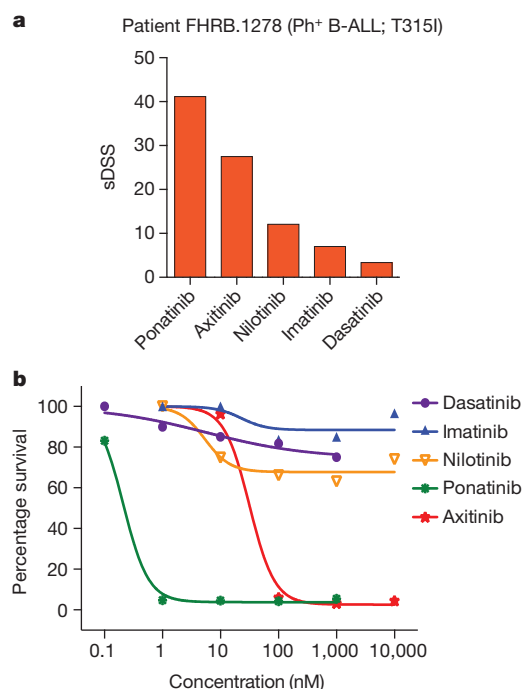 a
Patient FHRB.1278 (Ph⁺ B-ALL; T315I)
sDSS
50
40
30
20
10
0
Ponatinib
Axitinib
Nilotinib
Imatinib
Dasatinib
b
Percentage survival
100
80
60
40
20
0
0.1 1 10 100 1,000 10,000
Concentration (nM)
Dasatinib
Imatinib
Nilotinib
Ponatinib
Axitinib